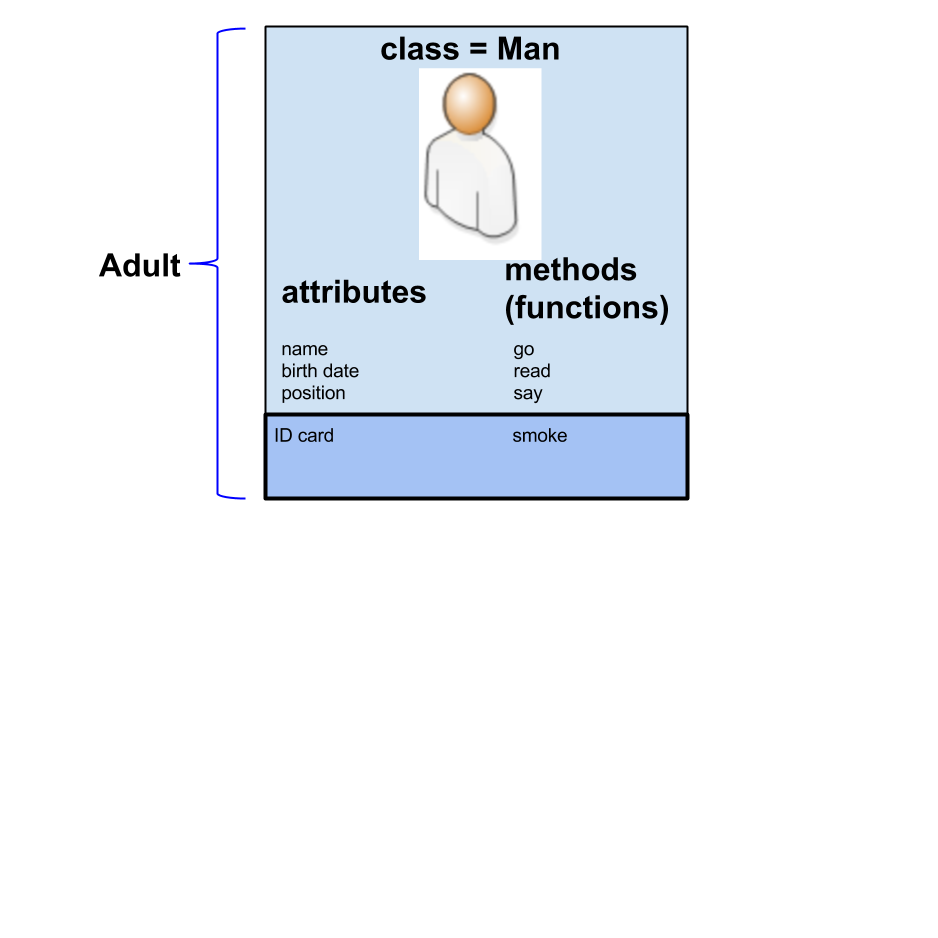 class = Man
Adult
attributes
methods
(functions)
name
birth date
position
go
read
say
ID card
smoke